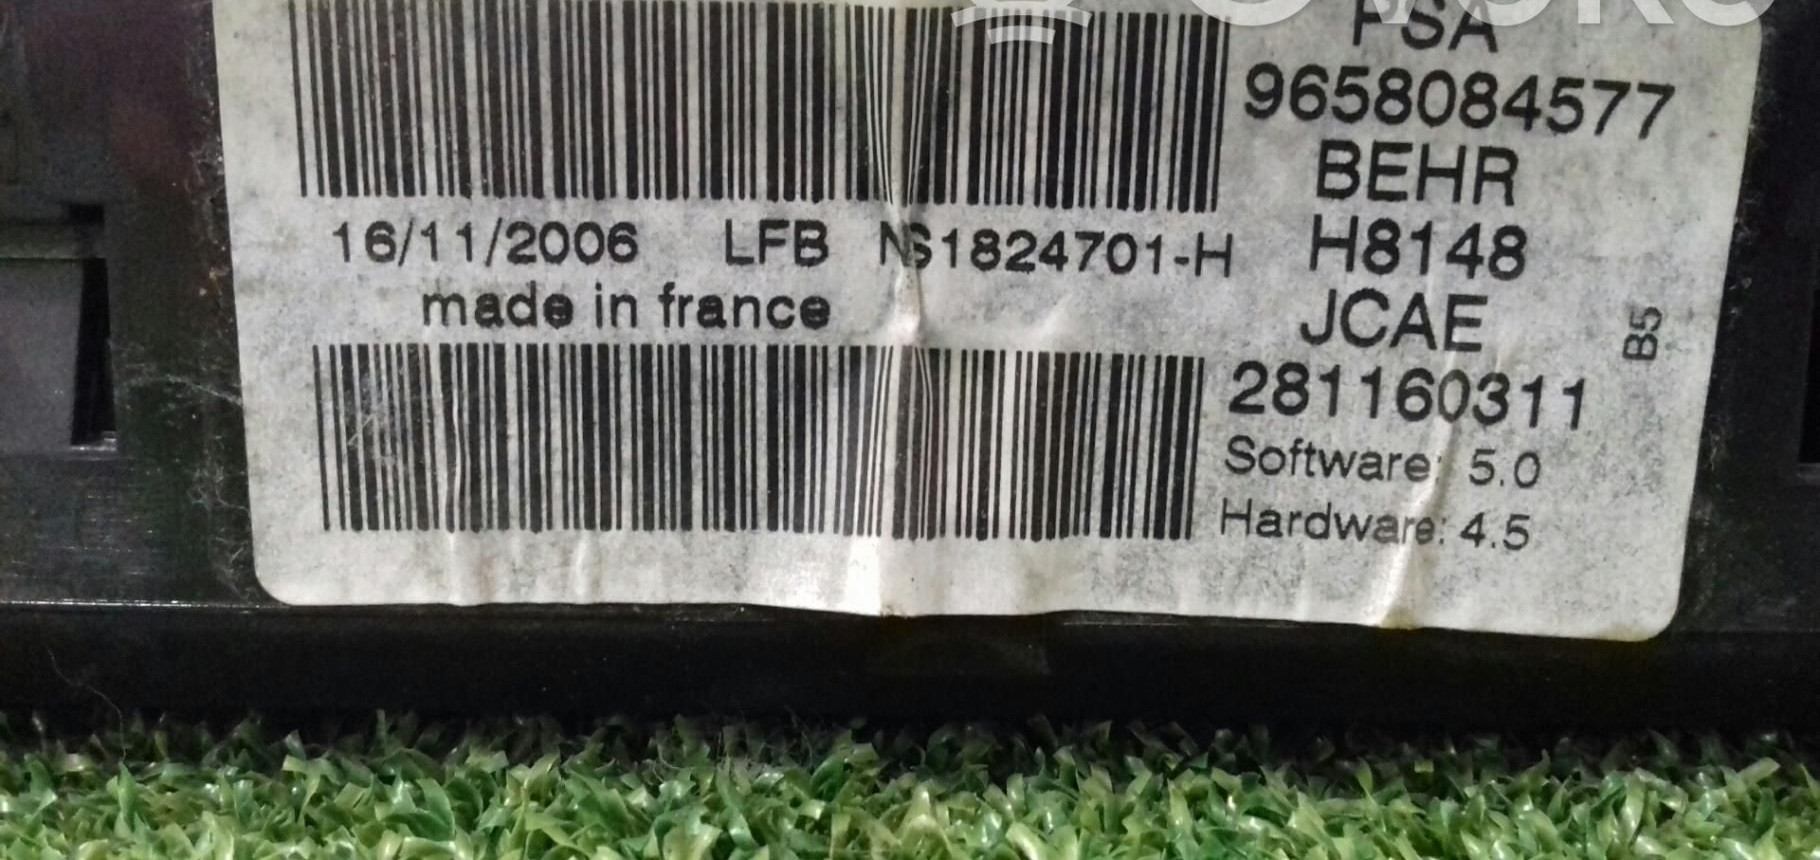 PSA
9658084577
BEHR
16/11/2006 LFB NS1824701-H
H8148
made in france
JCAE
B5
281160311
Software: 5.0
Hardware: 4.5